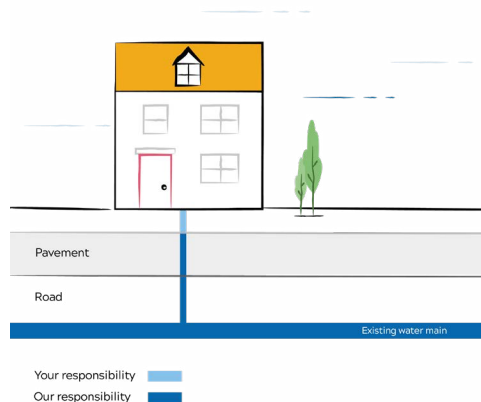 Pavement
Road
Existing water main
Your responsibility
Our responsibility